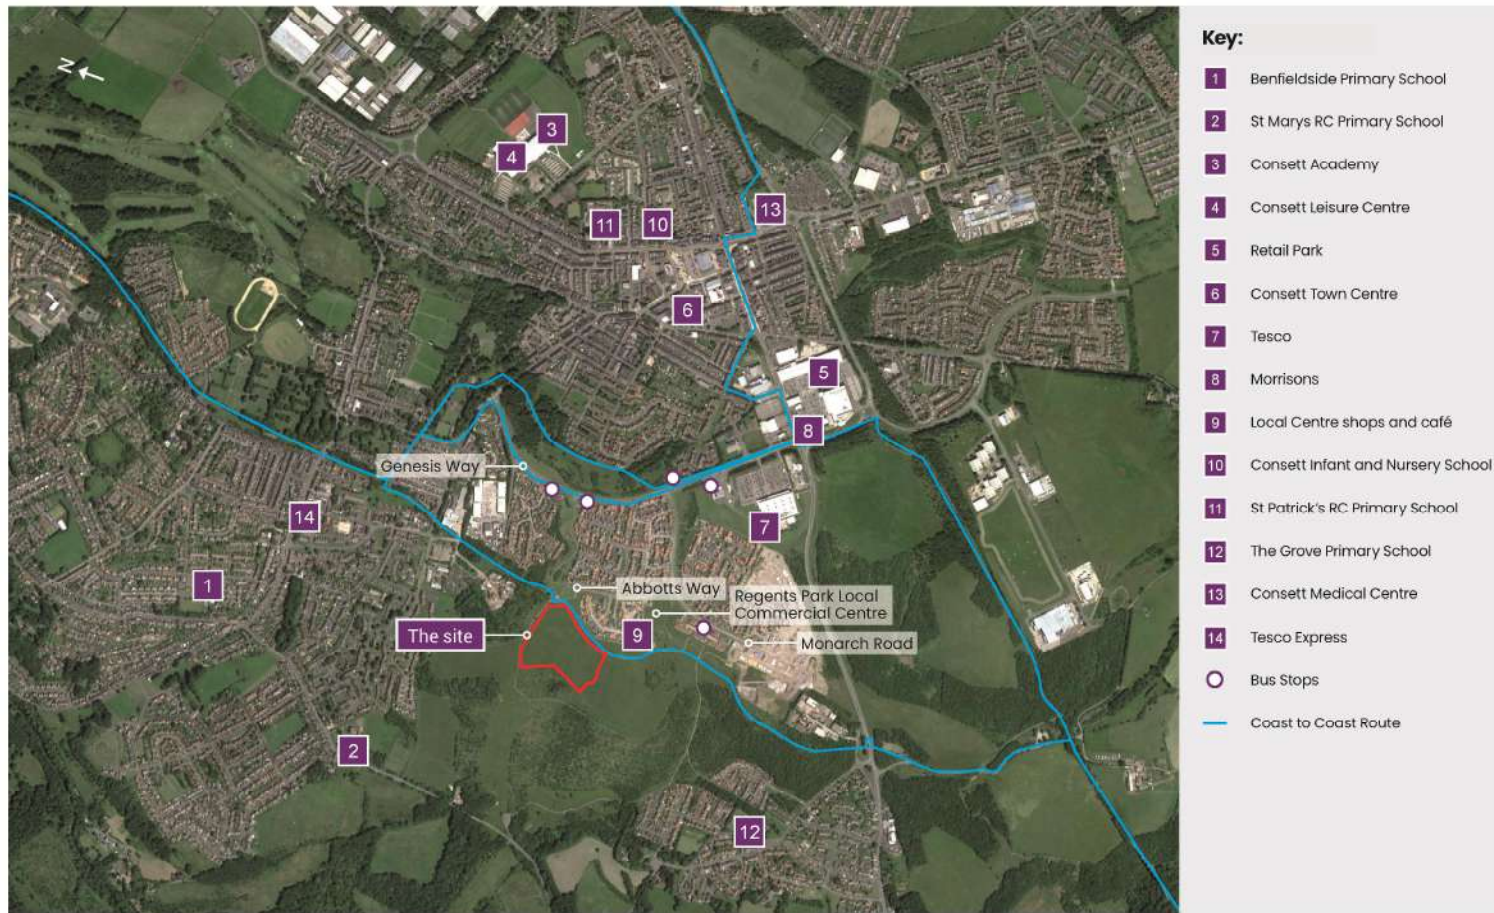 N
3
4
11
10
13
6
5
8
Genesis Way
14
7
1
Abbotts Way
Regents Park Local
Commercial Centre
The site
9
Monarch Road
2
12
Key:
1 Benfieldside Primary School
2 St Marys RC Primary School
3 Consett Academy
4 Consett Leisure Centre
5 Retail Park
6 Consett Town Centre
7 Tesco
8 Morrisons
9 Local Centre shops and café
10 Consett Infant and Nursery School
11 St Patrick's RC Primary School
12 The Grove Primary School
13 Consett Medical Centre
14 Tesco Express
Bus Stops
Coast to Coast Route